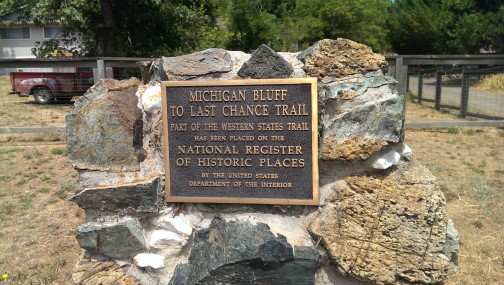 MICHIGAN BLUFF
TO LAST CHANCE TRAIL
PART OF THE WESTERN STATES TRAIL
HAS BEEN PLACED ON THE
NATIONAL REGISTER
OF HISTORIC PLACES
BY THE UNITED STATES
DEPARTMENT OF THE INTERIOR